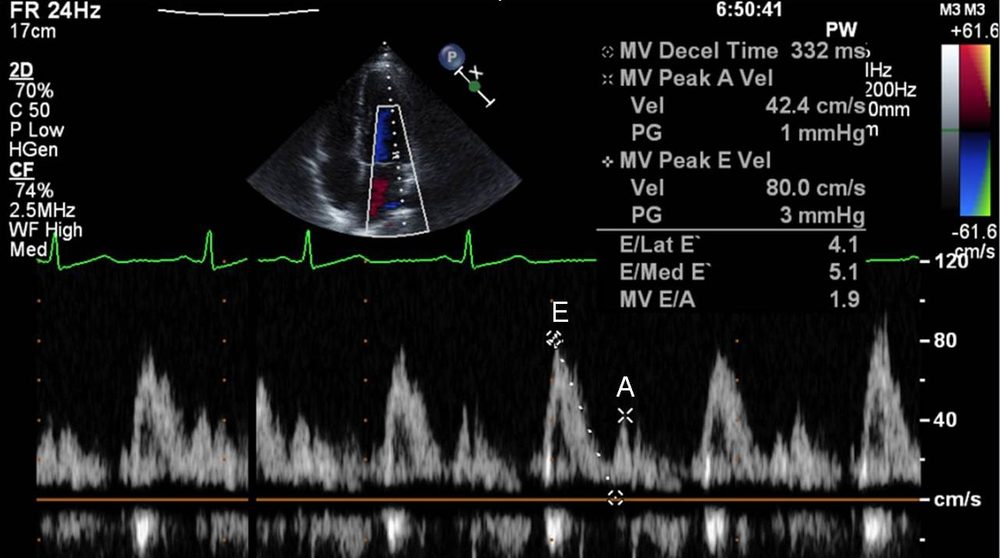 FR 24Hz
17cm
2D
70%
C 50
P Low
HGen
CF
74%
2.5MHz
WF High
Med
P
X
6:50:41
PW
MV Decel Time 332 ms
MV Peak A Vel
Vel 42.4 cm/s
PG 1 mmHg
MV Peak E Vel
Vel 80.0 cm/s
PG 3 mmHg
E/Lat E` 4.1
E/Med E` 5.1
MV E/A 1.9
200Hz
0mm
M3 M3
+61.6
-61.6
cm/s
120
80
40
cm/s
E
A